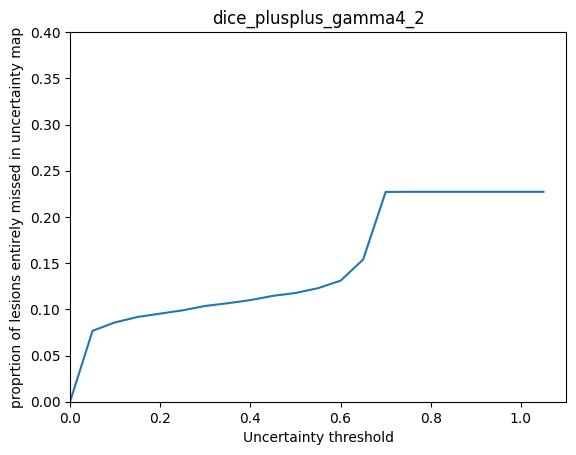 dice_plusplus_gamma4_2
proprtion of lesions entirely missed in uncertainty map
0.40
0.35
0.30
0.25
0.20
0.15
0.10
0.05
0.00
0.0 0.2 0.4 0.6 0.8 1.0
Uncertainty threshold